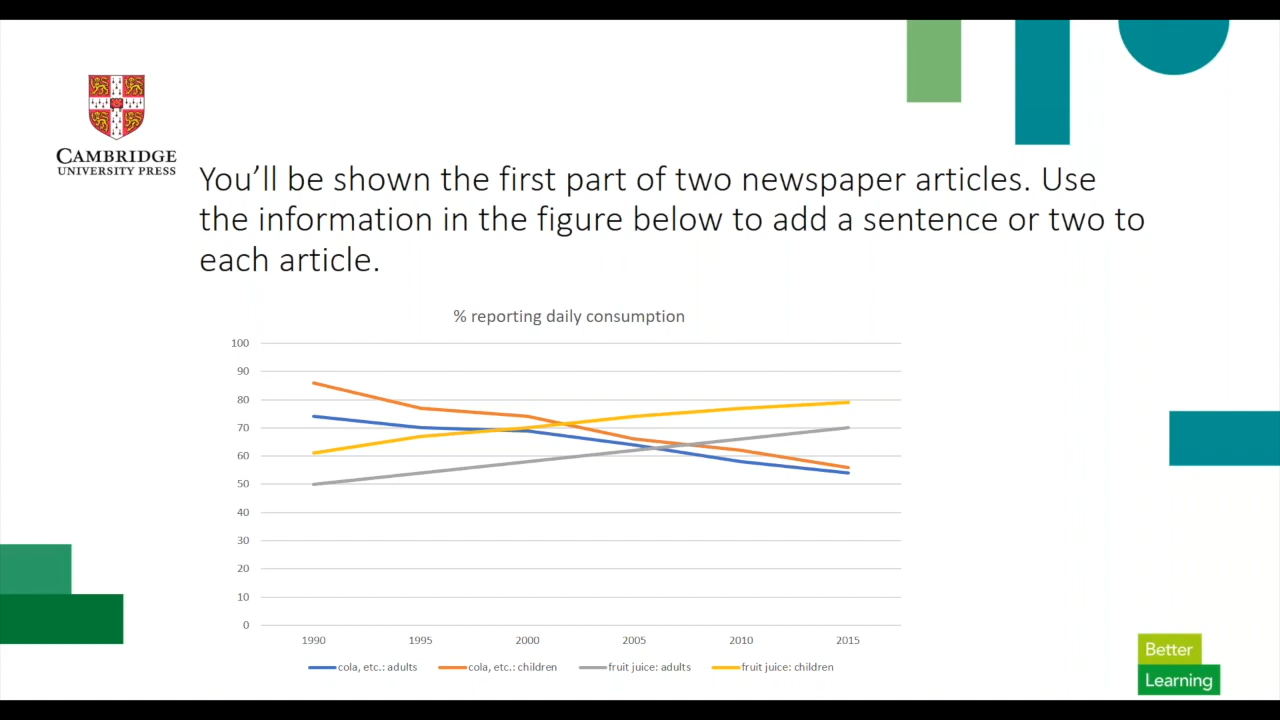 CAMBRIDGE
UNIVERSITY PRESS
You’ll be shown the first part of two newspaper articles. Use
the information in the figure below to add a sentence or two to
each article.
% reporting daily consumption
100
90
80
70
60
50
40
30
20
10
0
1990 1995 2000 2005 2010 2015
cola, etc.: adults cola, etc.: children fruit juice: adults fruit juice: children
Better
Learning